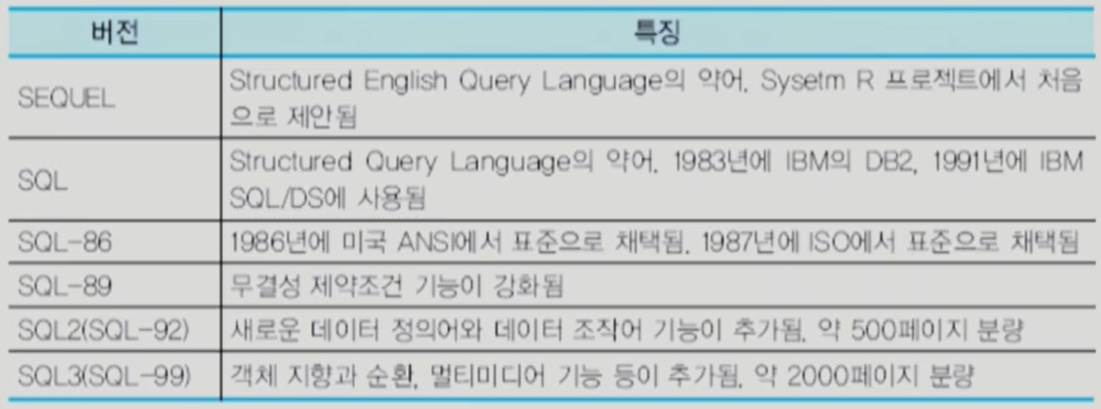 버전 특징
SEQUEL Structured English Query Language의 약어, Sysetm R 프로젝트에서 처음
으로 제안됨
SQL Structured Query Language의 약어, 1983년에 IBM의 DB2, 1991년에 IBM
SQL/DS에 사용됨
SQL-86 1986년에 미국 ANSI에서 표준으로 채택됨, 1987년에 ISO에서 표준으로 채택됨
SQL-89 무결성 제약조건 기능이 강화됨
SQL2(SQL-92) 새로운 데이터 정의어와 데이터 조작어 기능이 추가됨, 약 500페이지 분량
SQL3(SQL-99) 객체 지향과 순환, 멀티미디어 기능 등이 추가됨, 약 2000페이지 분량